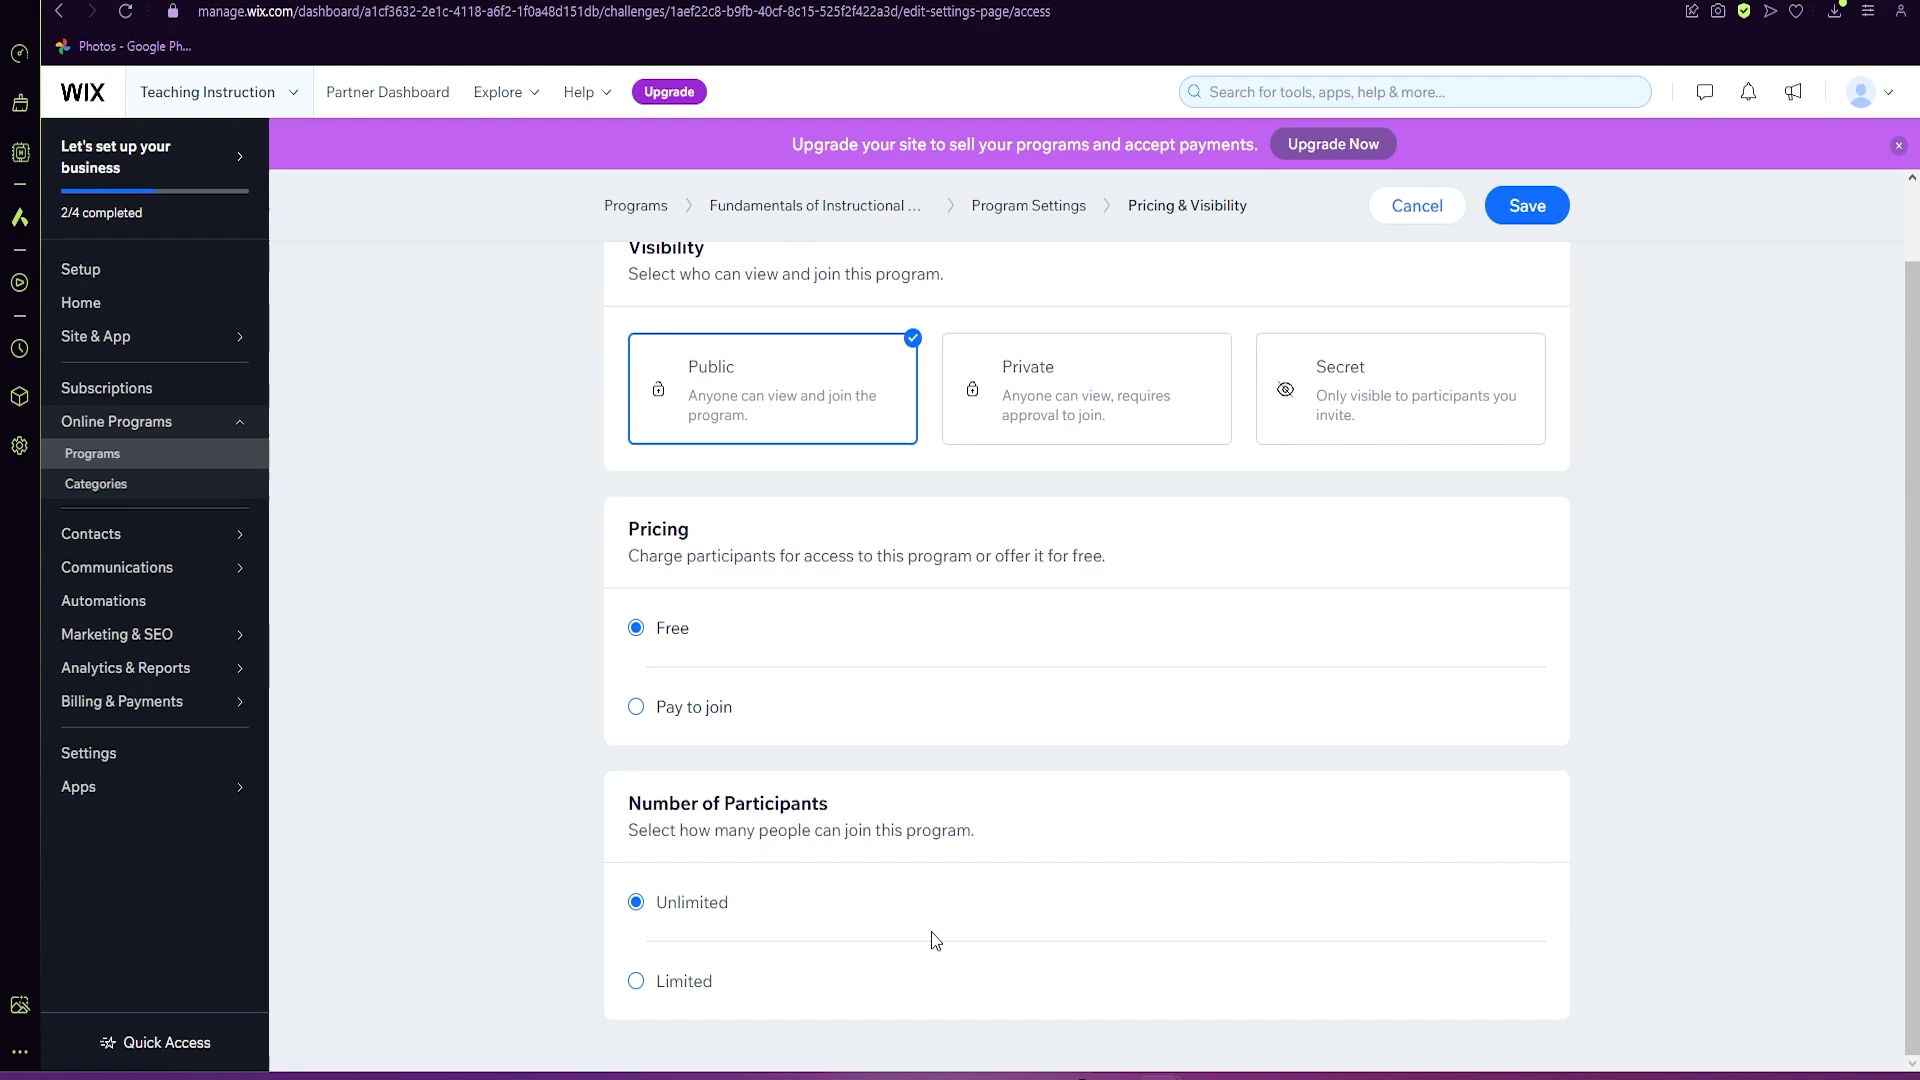 manage.wix.com/dashboard/a1cf3632-2e1c-4118-a6f2-1f0a48d151db/challenges/1aef22c8-b9fb-40cf-8c15-525f2f422a3d/edit-settings-page/access
Photos - Google Ph...
WIX
Teaching Instruction
Partner Dashboard
Explore
Help
Upgrade
Search for tools, apps, help & more...
Let's set up your
business
2/4 completed
Upgrade your site to sell your programs and accept payments.
Upgrade Now
Programs
Fundamentals of Instructional ...
Program Settings
Pricing & Visibility
Cancel
Save
Setup
Home
Site & App
Subscriptions
Online Programs
Programs
Categories
Contacts
Communications
Automations
Marketing & SEO
Analytics & Reports
Billing & Payments
Settings
Apps
Quick Access
Visibility
Select who can view and join this program.
Public
Anyone can view and join the
program.
Private
Anyone can view, requires
approval to join.
Secret
Only visible to participants you
invite.
Pricing
Charge participants for access to this program or offer it for free.
Free
Pay to join
Number of Participants
Select how many people can join this program.
Unlimited
Limited